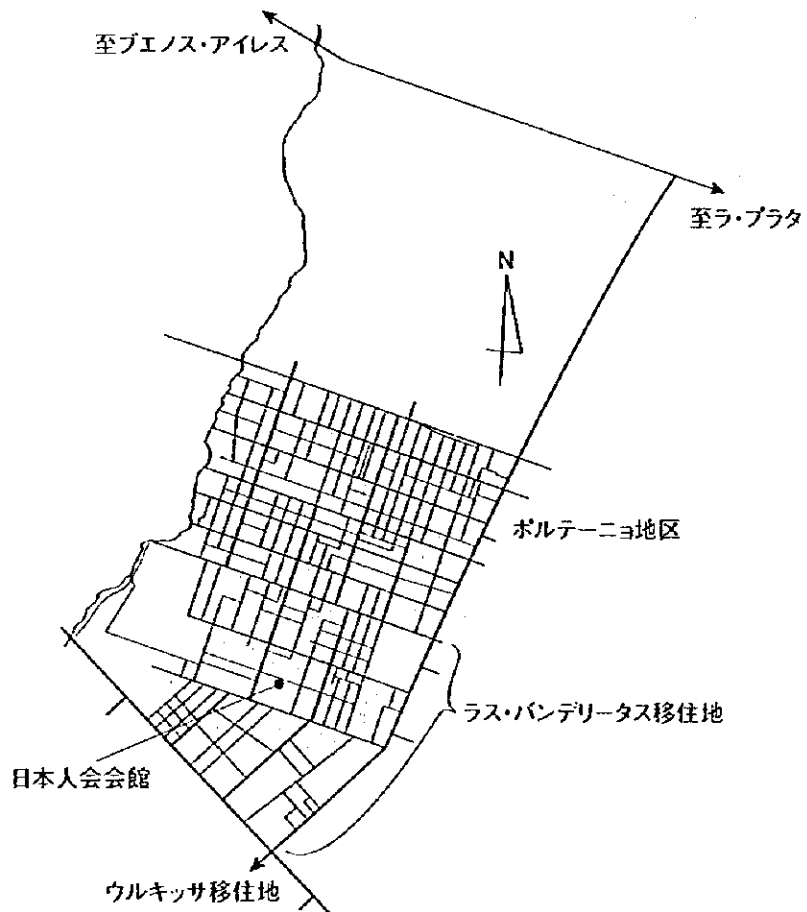 至ブエノス・アイレス
至ラ・プラタ
N
ポルテーニョ地区
ラス・バンデリータス移住地
日本人会会館
ウルキッサ移住地